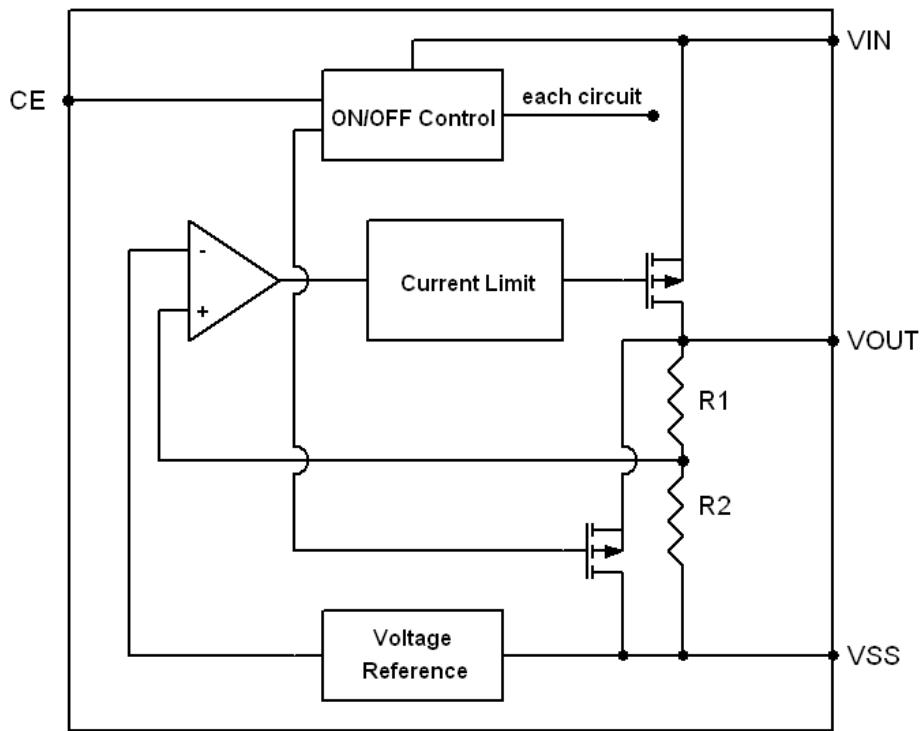 VIN
CE
ON/OFF Control
each circuit
-
+
Current Limit
VOUT
R1
R2
Voltage
Reference
VSS